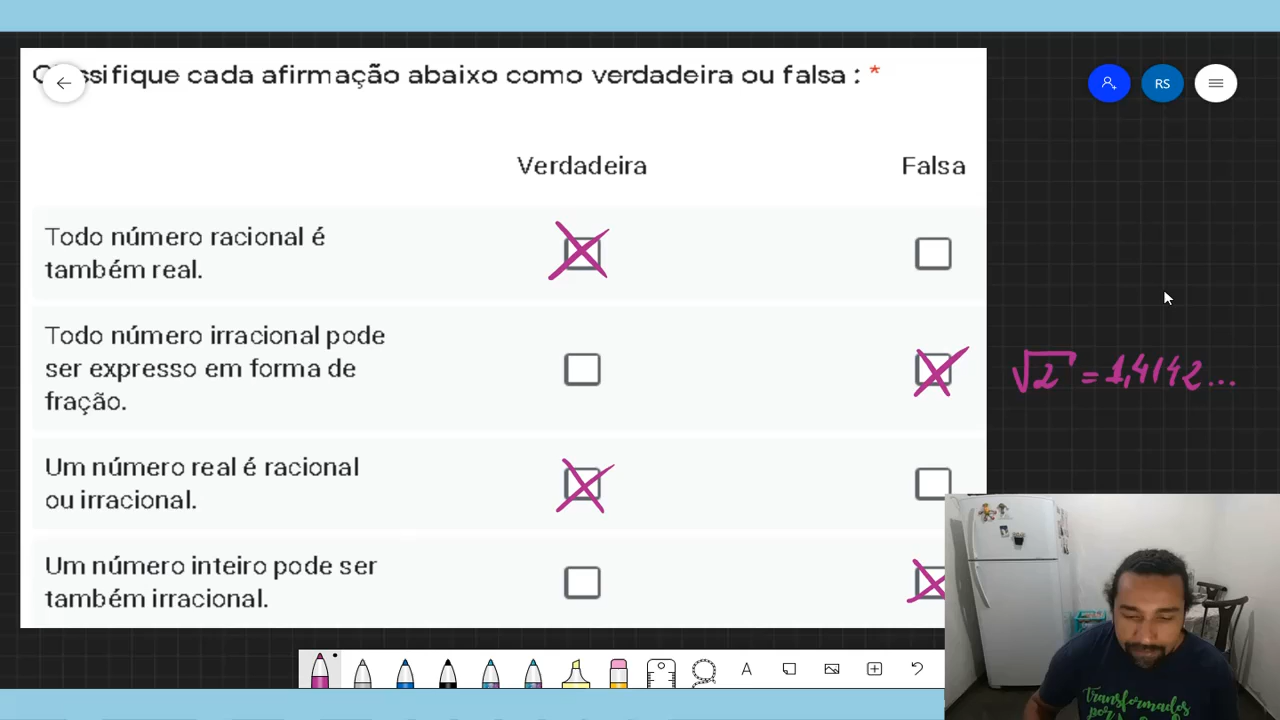 Classifique cada afirmação abaixo como verdadeira ou falsa : *
RS
Verdadeira Falsa
Todo número racional é
também real.
Todo número irracional pode
ser expresso em forma de
fração.
√2 = 1,4142...
Um número real é racional
ou irracional.
Um número inteiro pode ser
também irracional.
A
transformados
por